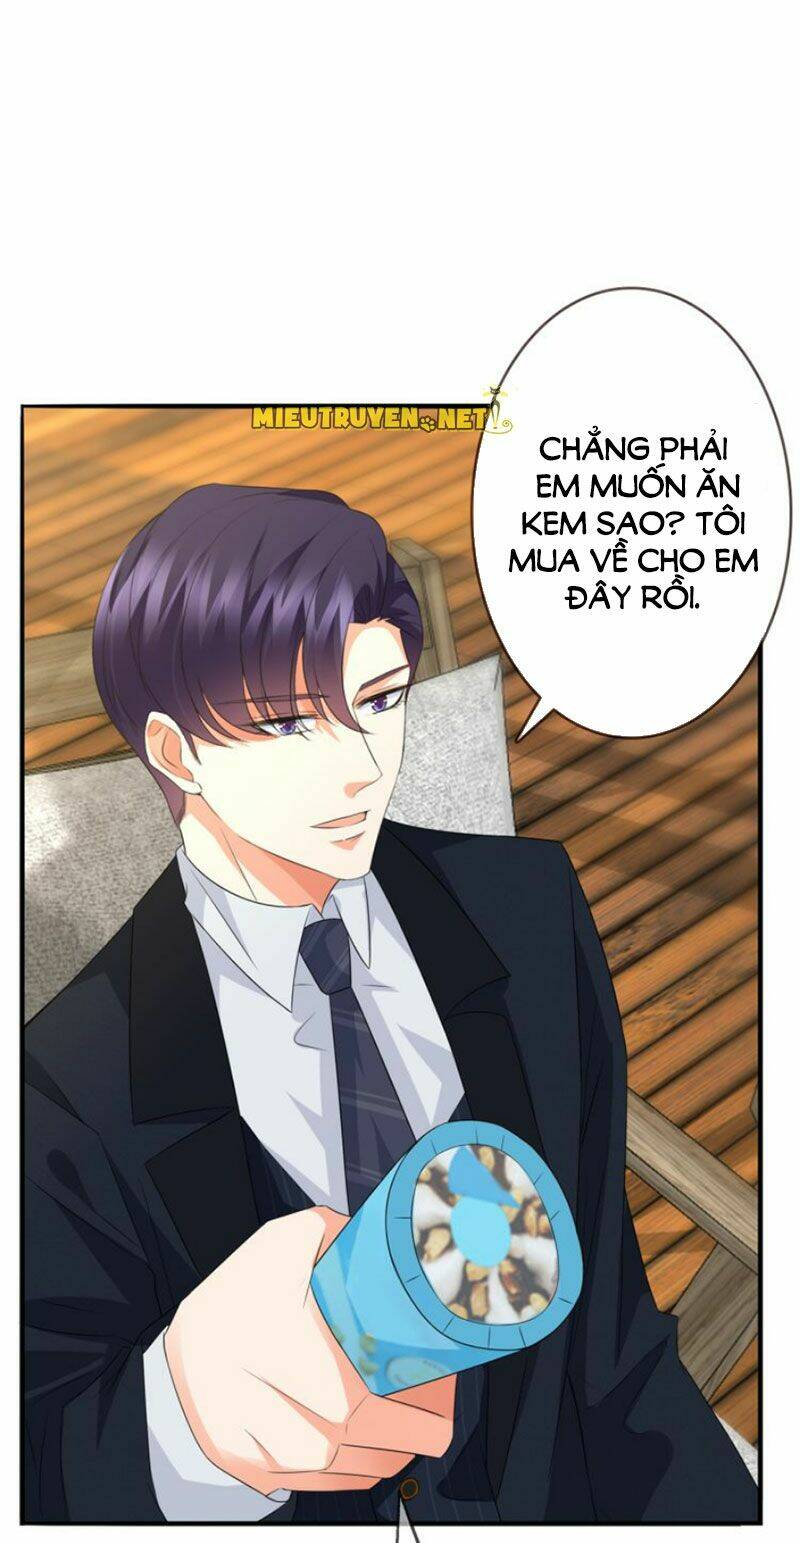 MIEUTRUYEN.NET
CHẲNG PHẢI
EM MUỐN ĂN
KEM SAO? TÔI
MUA VỀ CHO EM
ĐÂY RỒI.